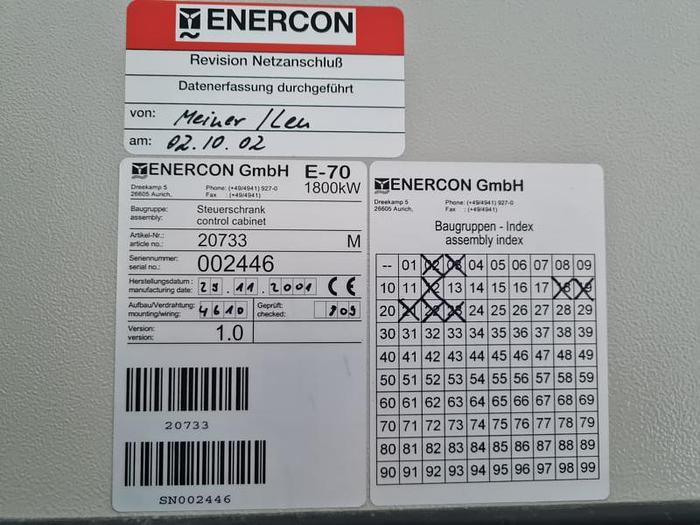 ENERCON
Revision Netzanschluß
Datenerfassung durchgeführt
von: Meiner /
am: 02.10.02
ENERCON GmbH E-70
Dreekamp 5 Phone: (+49/4941) 927-0 1800kW
26605 Aurich, Fax : (+49/4941)
Baugruppe: Steuerschrank
assembly: control cabinet
Artikel-Nr.:
article no.: 20733 M
Seriennummer:
serial no.: 002446
Herstellungsdatum:
manufacturing date: 29.11.2001 CE
Aufbau/Verdrahtung: Geprüft:
mounting/wiring: 4610 checked: 909
Version:
version: 1.0
20733
SN002446
ENERCON GmbH
Dreekamp 5 Phone: (+49/4941) 927-0
26605 Aurich, Fax : (+49/4941)
Baugruppen - Index
assembly index
-- 01 02 03 04 05 06 07 08 09
10 11 12 13 14 15 16 17 18 19
20 21 22 23 24 25 26 27 28 29
30 31 32 33 34 35 36 37 38 39
40 41 42 43 44 45 46 47 48 49
50 51 52 53 54 55 56 57 58 59
60 61 62 63 64 65 66 67 68 69
70 71 72 73 74 75 76 77 78 79
80 81 82 83 84 85 86 87 88 89
90 91 92 93 94 95 96 97 98 99